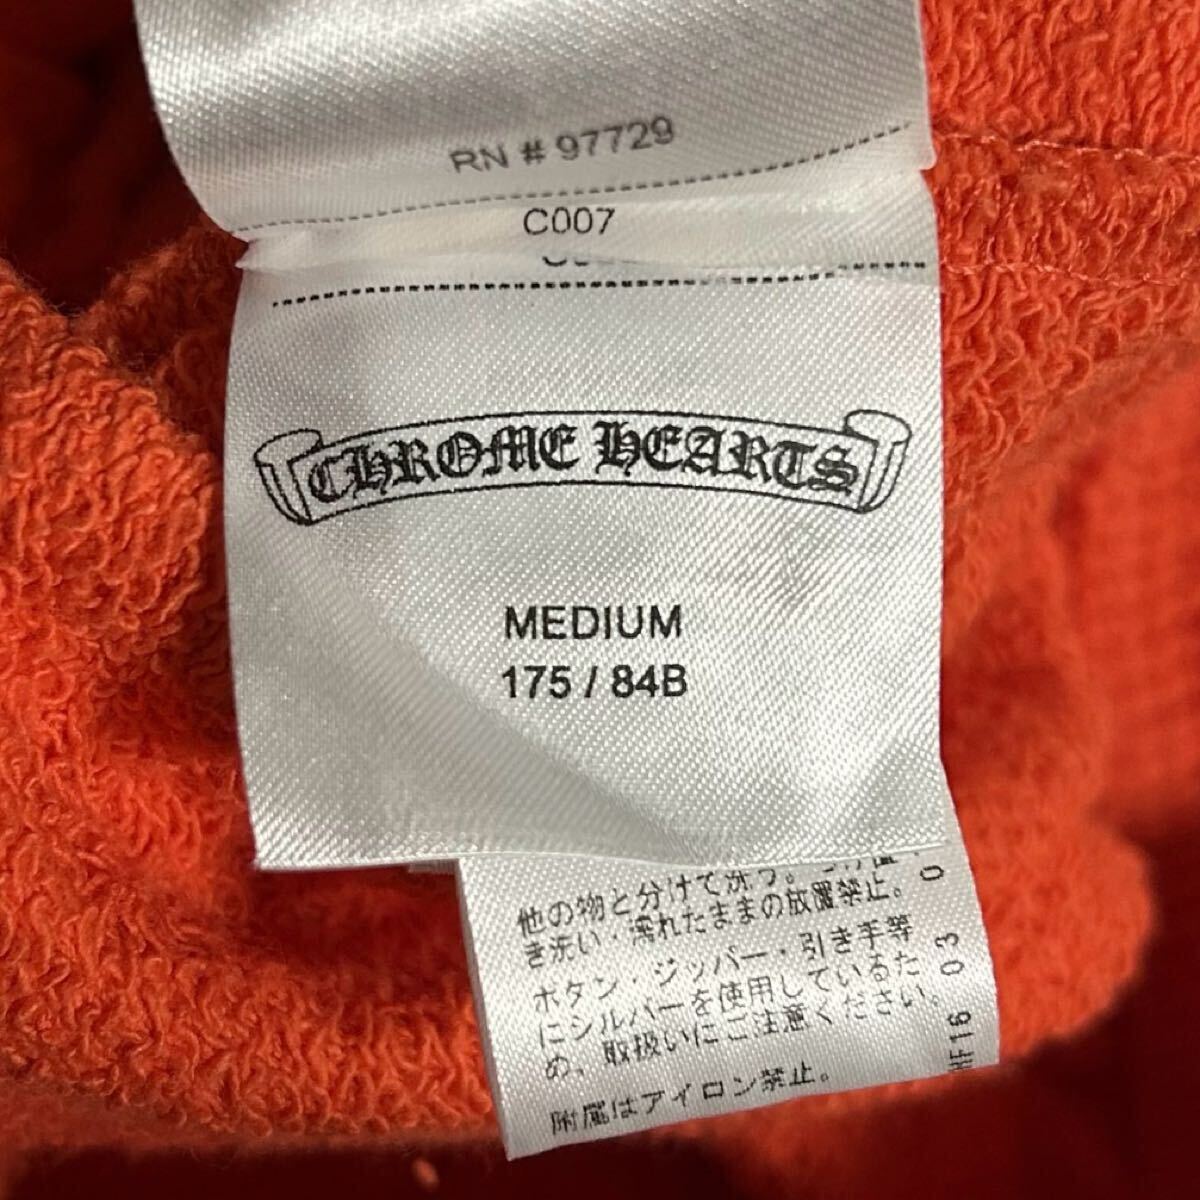 RN # 97729
C007
CHROME HEARTS
MEDIUM
175 / 84B
他の物と分けて洗う。
き洗い・濡れたままの放置禁止。
ボタン・ジッパー・引き手等
にシルバーを使用しているた
め、取扱いにご注意ください。
附属はアイロン禁止。
HF16 03 0